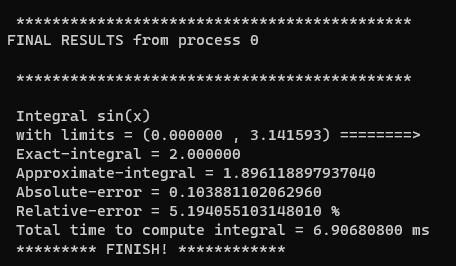 ********************************************
FINAL RESULTS from process 0
********************************************
Integral sin(x)
with limits = (0.000000 , 3.141593) ========>
Exact-integral = 2.000000
Approximate-integral = 1.896118897937040
Absolute-error = 0.103881102062960
Relative-error = 5.194055103148010 %
Total time to compute integral = 6.90680800 ms
********* FINISH! ************